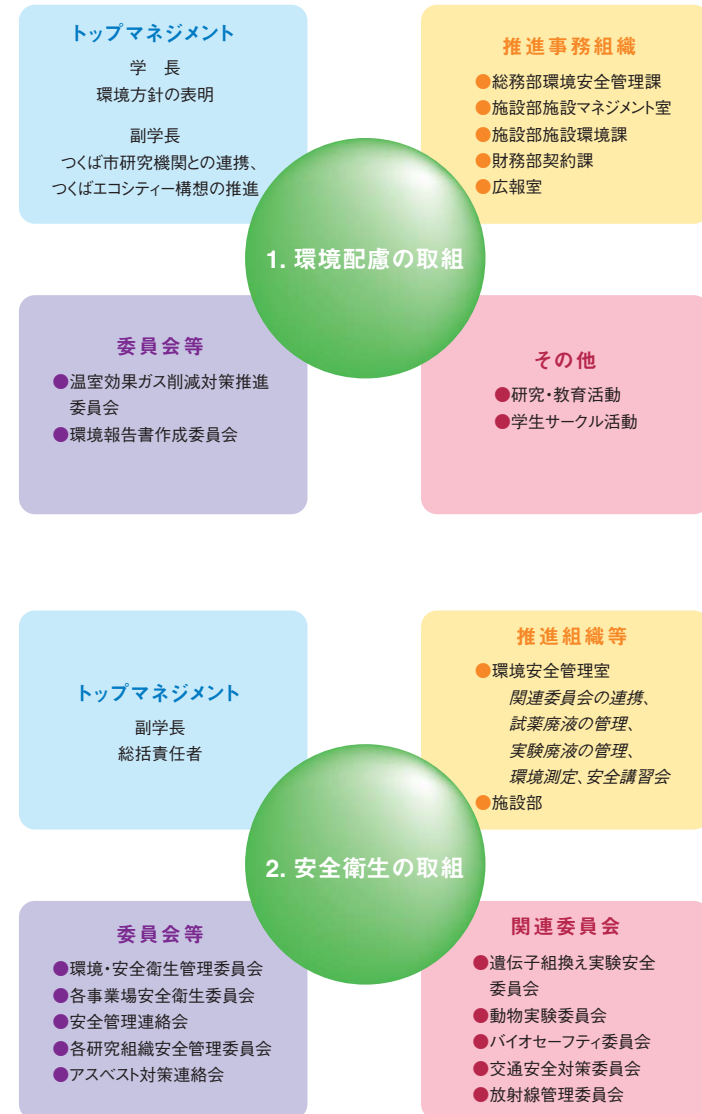 トップマネジメント
学　長
環境方針の表明
副学長
つくば市研究機関との連携、
つくばエコシティー構想の推進
推進事務組織
●総務部環境安全管理課
●施設部施設マネジメント室
●施設部施設環境課
●財務部契約課
●広報室
1. 環境配慮の取組
委員会等
●温室効果ガス削減対策推進
委員会
●環境報告書作成委員会
その他
●研究・教育活動
●学生サークル活動
トップマネジメント
副学長
総括責任者
推進組織等
●環境安全管理室
関連委員会の連携、
試薬廃液の管理、
実験廃液の管理、
環境測定、安全講習会
●施設部
2. 安全衛生の取組
委員会等
●環境・安全衛生管理委員会
●各事業場安全衛生委員会
●安全管理連絡会
●各研究組織安全管理委員会
●アスベスト対策連絡会
関連委員会
●遺伝子組換え実験安全
委員会
●動物実験委員会
●バイオセーフティ委員会
●交通安全対策委員会
●放射線管理委員会